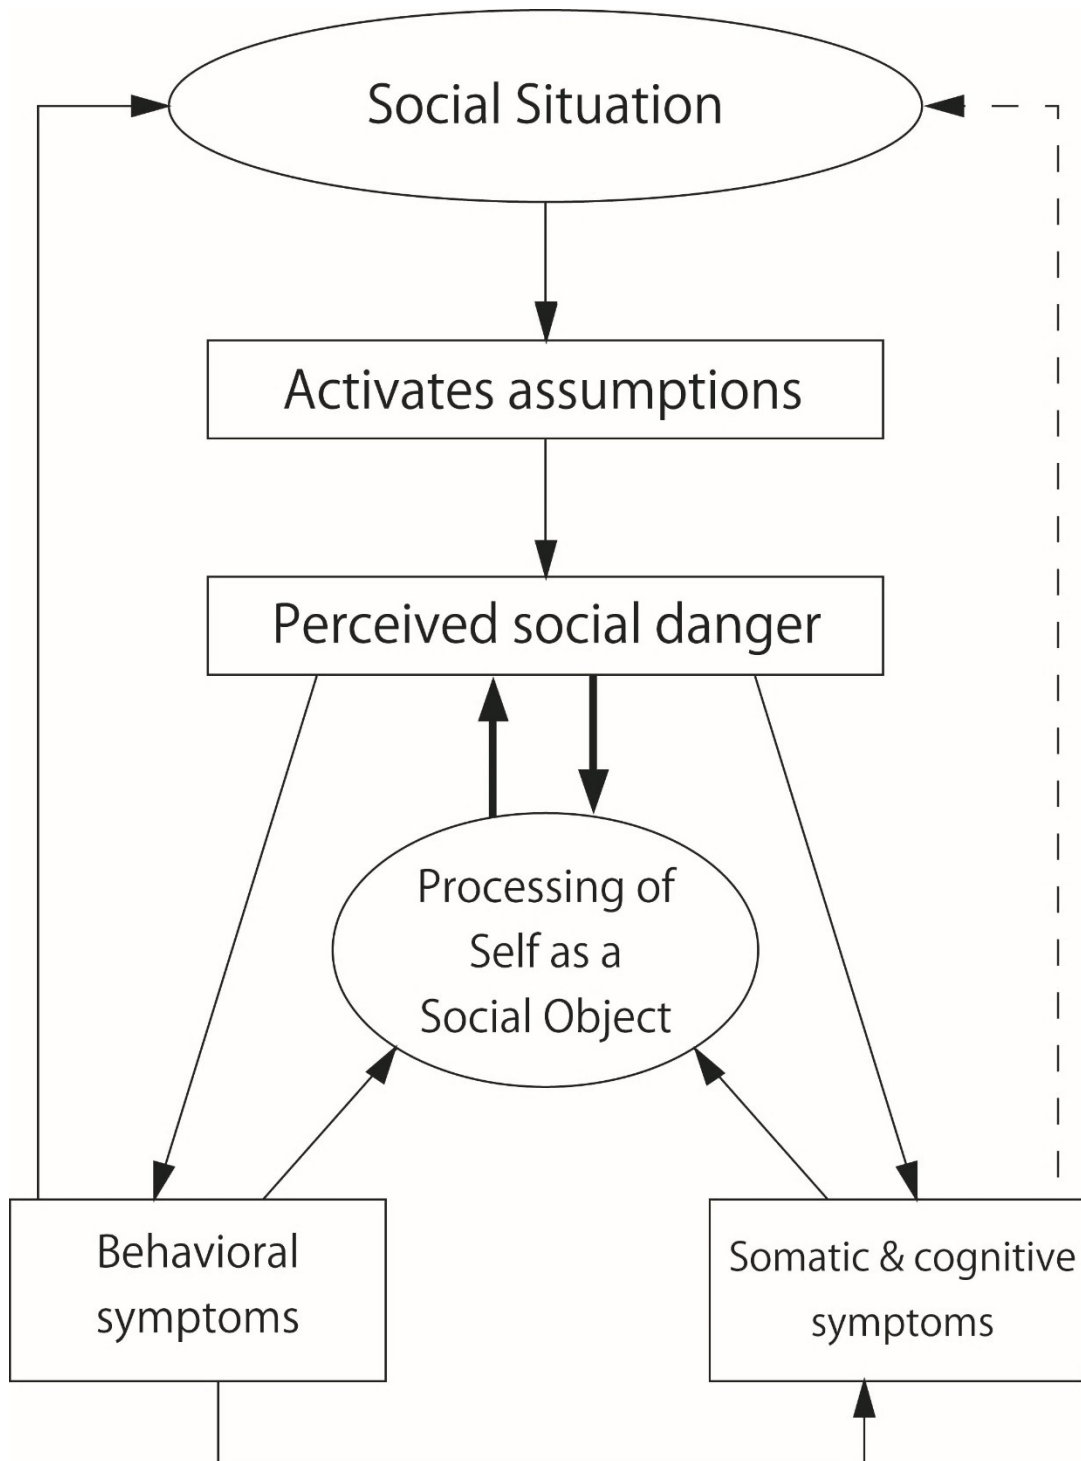 Social Situation
Activates assumptions
Perceived social danger
Processing of
Self as a
Social Object
Behavioral
symptoms
Somatic & cognitive
symptoms